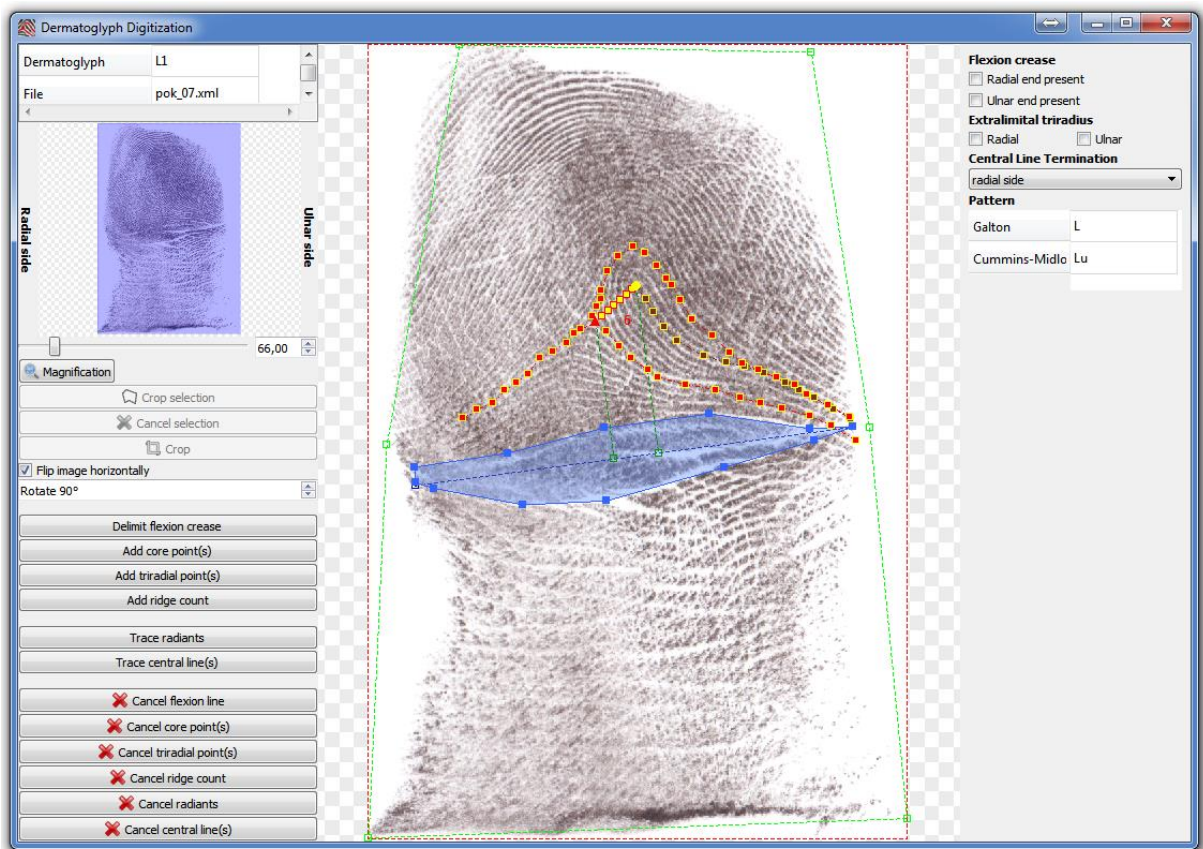 Dermatoglyph Digitization
Dermatoglyph L1
File pok_07.xml
Radial side
Ulnar side
66,00
Magnification
Crop selection
Cancel selection
Crop
Flip image horizontally
Rotate 90°
Delimit flexion crease
Add core point(s)
Add triradial point(s)
Add ridge count
Trace radiants
Trace central line(s)
Cancel flexion line
Cancel core point(s)
Cancel triradial point(s)
Cancel ridge count
Cancel radiants
Cancel central line(s)
6
Flexion crease
Radial end present
Ulnar end present
Extralimital triradius
Radial Ulnar
Central Line Termination
radial side
Pattern
Galton L
Cummins-Midlo Lu